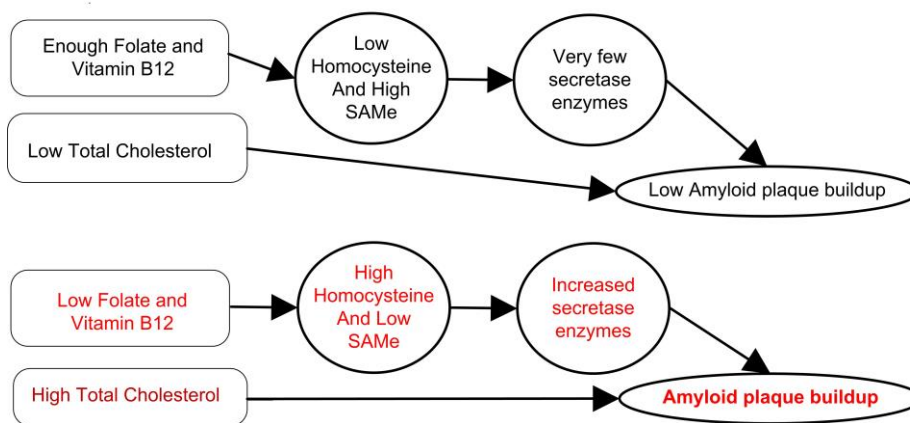 Enough Folate and
Vitamin B12
Low
Homocysteine
And High
SAMe
Very few
secretase
enzymes
Low Total Cholesterol
Low Amyloid plaque buildup
Low Folate and
Vitamin B12
High
Homocysteine
And Low
SAMe
Increased
secretase
enzymes
High Total Cholesterol
Amyloid plaque buildup